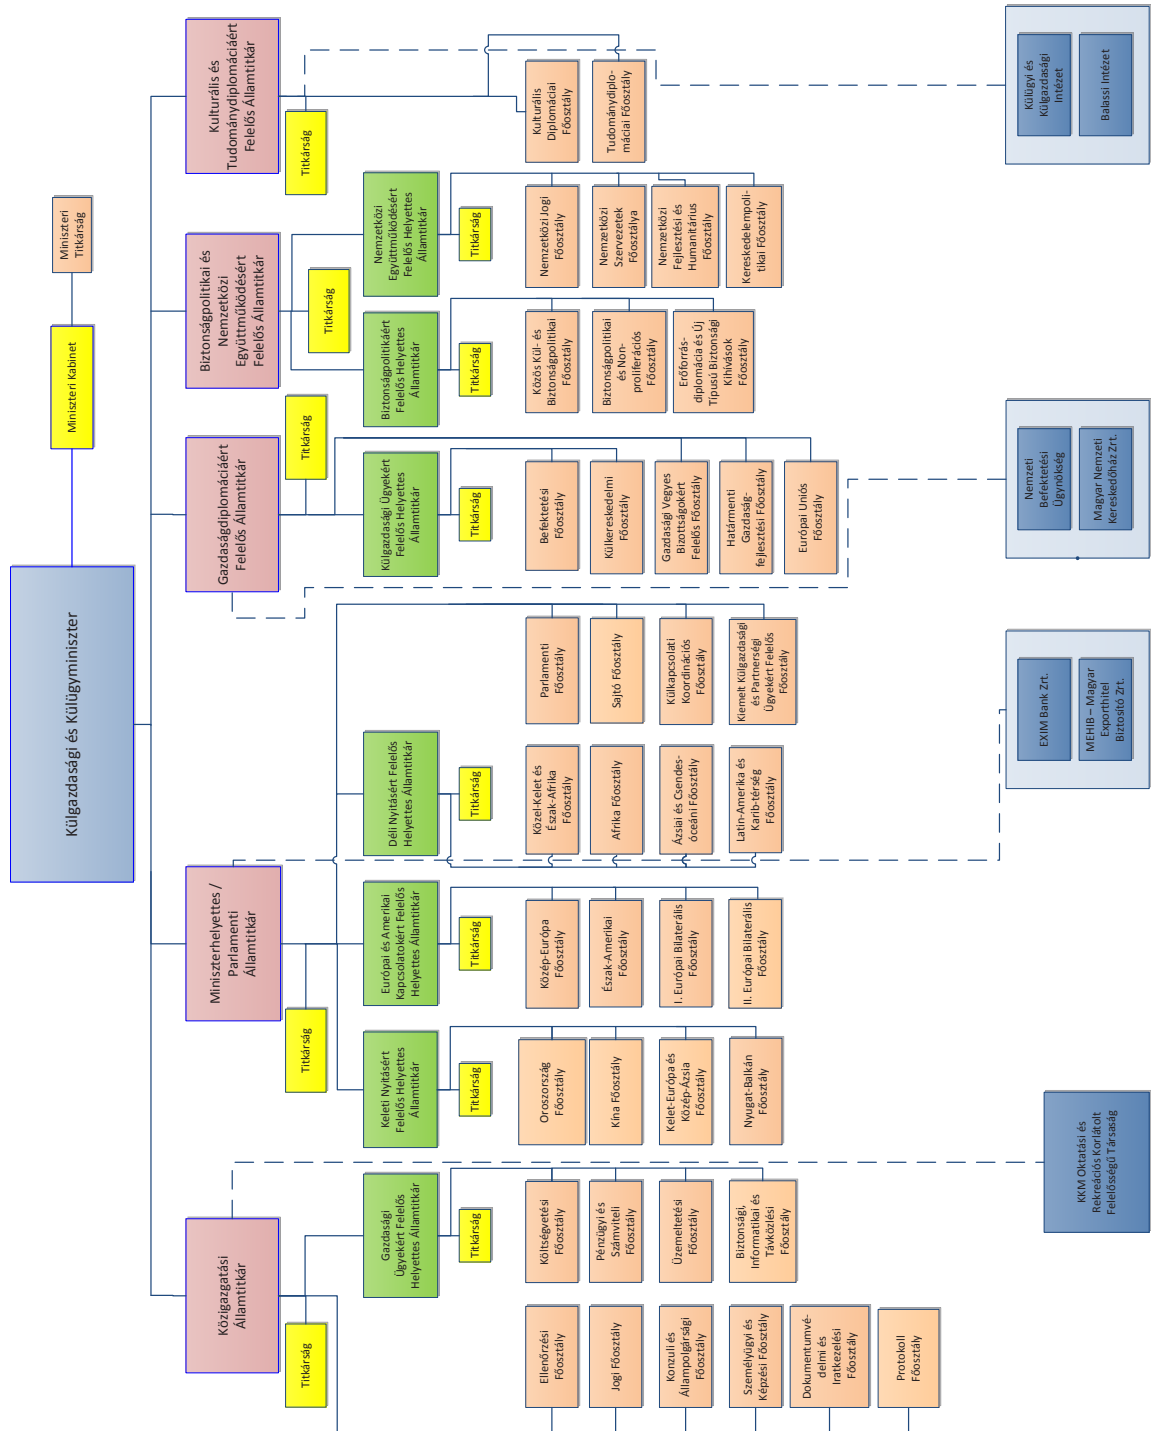 Külgazdasági és Külügyminiszter
Miniszteri Kabinet
Miniszteri
Titkárság
Közigazgatási
Államtitkár
Miniszterhelyettes /
Parlamenti
Államtitkár
Gazdaságdiplomáciáért
Felelős Államtitkár
Biztonságpolitikai és
Nemzetközi
Együttműködésért
Felelős Államtitkár
Kulturális és
Tudománydiplomáciáért
Felelős Államtitkár
Titkárság
Titkárság
Titkárság
Titkárság
Titkárság
Gazdasági
Ügyekért Felelős
Helyettes Államtitkár
Keleti Nyitásért
Felelős Helyettes
Államtitkár
Európai és Amerikai
Kapcsolatokért Felelős
Helyettes Államtitkár
Déli Nyitásért Felelős
Helyettes Államtitkár
Külgazdasági Ügyekért
Felelős Helyettes
Államtitkár
Biztonságpolitikáért
Felelős Helyettes
Államtitkár
Nemzetközi
Együttműködésért
Felelős Helyettes
Államtitkár
Titkárság
Titkárság
Titkárság
Titkárság
Titkárság
Titkárság
Titkárság
Ellenőrzési
Főosztály
Jogi Főosztály
Konzuli és
Állampolgársági
Főosztály
Személyügyi és
Képzési Főosztály
Dokumentumvé-
delmi és
Iratkezelési
Főosztály
Protokoll
Főosztály
Költségvetési
Főosztály
Pénzügyi és
Számviteli
Főosztály
Üzemeltetési
Főosztály
Biztonsági,
Informatikai és
Távközlési
Főosztály
Oroszország
Főosztály
Kína Főosztály
Kelet-Európa és
Közép-Ázsia
Főosztály
Nyugat-Balkán
Főosztály
Közép-Európa
Főosztály
Észak-Amerikai
Főosztály
I. Európai Bilaterális
Főosztály
II. Európai Bilaterális
Főosztály
Közel-Kelet és
Észak-Afrika
Főosztály
Afrika Főosztály
Ázsiai és Csendes-
óceáni Főosztály
Latin-Amerika és
Karib-térség
Főosztály
Parlamenti
Főosztály
Sajtó Főosztály
Külkapcsolati
Koordinációs
Főosztály
Kiemelt Külgazdasági
és Partnerségi
Ügyekért Felelős
Főosztály
Befektetési
Főosztály
Külkereskedelmi
Főosztály
Gazdasági Vegyes
Bizottságokért
Felelős Főosztály
Határmenti
Gazdaság-
fejlesztési Főosztály
Európai Uniós
Főosztály
Közös Kül- és
Biztonságpolitikai
Főosztály
Biztonságpolitikai
és Non-
proliferációs
Főosztály
Erőforrás-
diplomácia és Új
Típusú Biztonsági
Kihívások
Főosztály
Nemzetközi Jogi
Főosztály
Nemzetközi
Szervezetek
Főosztálya
Nemzetközi
Fejlesztési és
Humanitárius
Főosztály
Kereskedelempoli-
tikai Főosztály
Kulturális
Diplomáciai
Főosztály
Tudománydiplo-
máciai Főosztály
KKM Oktatási és
Rekreációs Korlátolt
Felelősségű Társaság
EXIM Bank Zrt.
MEHIB – Magyar
Exporthitel
Biztosító Zrt.
Nemzeti
Befektetési
Ügynökség
Magyar Nemzeti
Kereskedőház Zrt.
Külügyi és
Külgazdasági
Intézet
Balassi Intézet